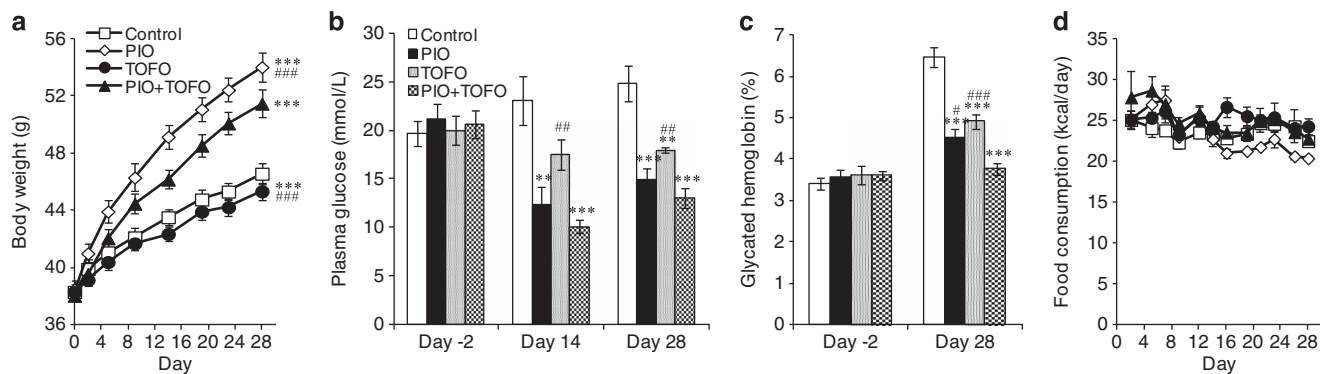 a
56
52
48
44
40
36
Body weight (g)
0 4 8 12 16 20 23 28
Day
Control
PIO
TOFO
PIO+TOFO
***
###
***
***
###
b
30
25
20
15
10
5
0
Plasma glucose (mmol/L)
Control
PIO
TOFO
PIO+TOFO
**
##
***
***
##
**
***
Day -2 Day 14 Day 28
c
7
6
5
4
3
2
1
0
Glycated hemoglobin (%)
#
***
###
***
***
Day -2 Day 28
d
45
40
35
30
25
20
15
10
5
0
Food consumption (kcal/day)
0 4 8 12 16 20 24 28
Day